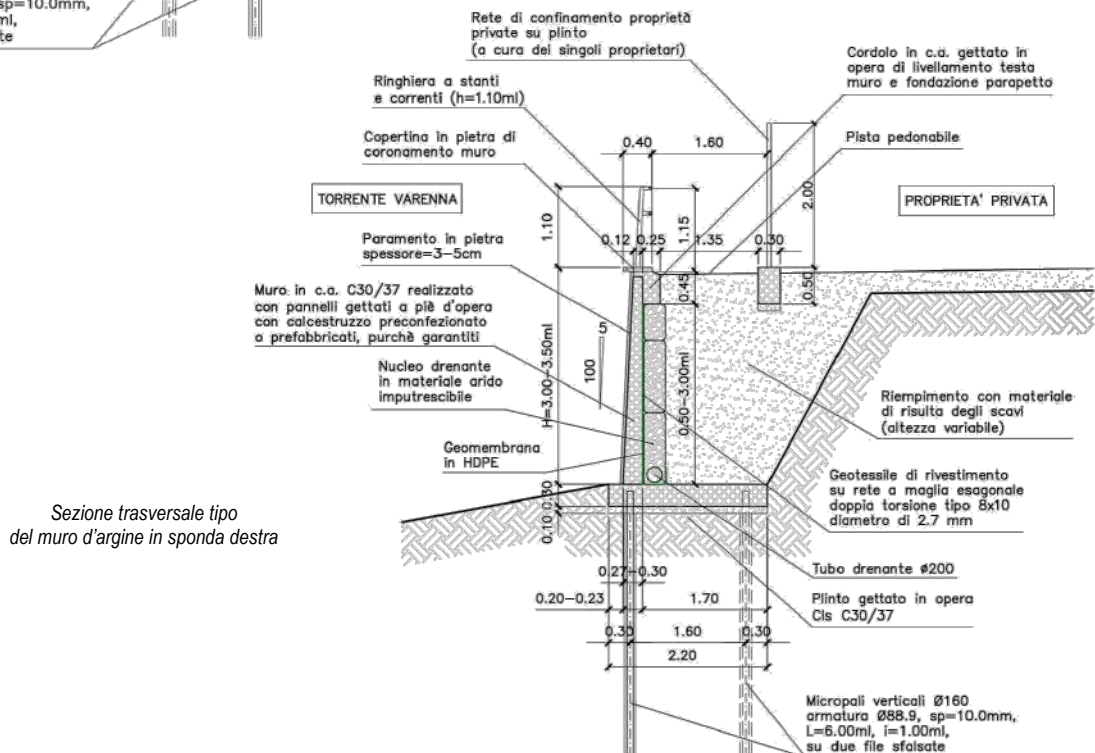 sp=10.0mm,
ml,
te
Rete di confinamento proprietà
private su plinto
(a cura dei singoli proprietari)
Cordolo in c.a. gettato in
opera di livellamento testa
muro e fondazione parapetto
Ringhiera a stanti
e correnti (h=1.10ml)
Copertina in pietra di
coronamento muro
0.40
1.60
Pista pedonabile
TORRENTE VARENNA
PROPRIETA' PRIVATA
2.00
1.10
1.15
Paramento in pietra
spessore=3-5cm
0.12
0.25
1.35
0.30
0.45
0.50
Muro in c.a. C30/37 realizzato
con pannelli gettati a piè d'opera
con calcestruzzo preconfezionato
o prefabbricati, purchè garantiti
5
100
H=3.00-3.50ml
0.50-3.00ml
Nucleo drenante
in materiale arido
imputrescibile
Riempimento con materiale
di risulta degli scavi
(altezza variabile)
Geomembrana
in HDPE
Geotessile di rivestimento
su rete a maglia esagonale
doppia torsione tipo 8x10
diametro di 2.7 mm
0.30
0.10
Sezione trasversale tipo
del muro d'argine in sponda destra
Tubo drenante ø200
0.27-0.30
0.20-0.23
1.70
Plinto gettato in opera
Cls C30/37
0.30
1.60
0.30
2.20
Micropali verticali Ø160
armatura Ø88.9, sp=10.0mm,
L=6.00ml, i=1.00ml,
su due file sfalsate